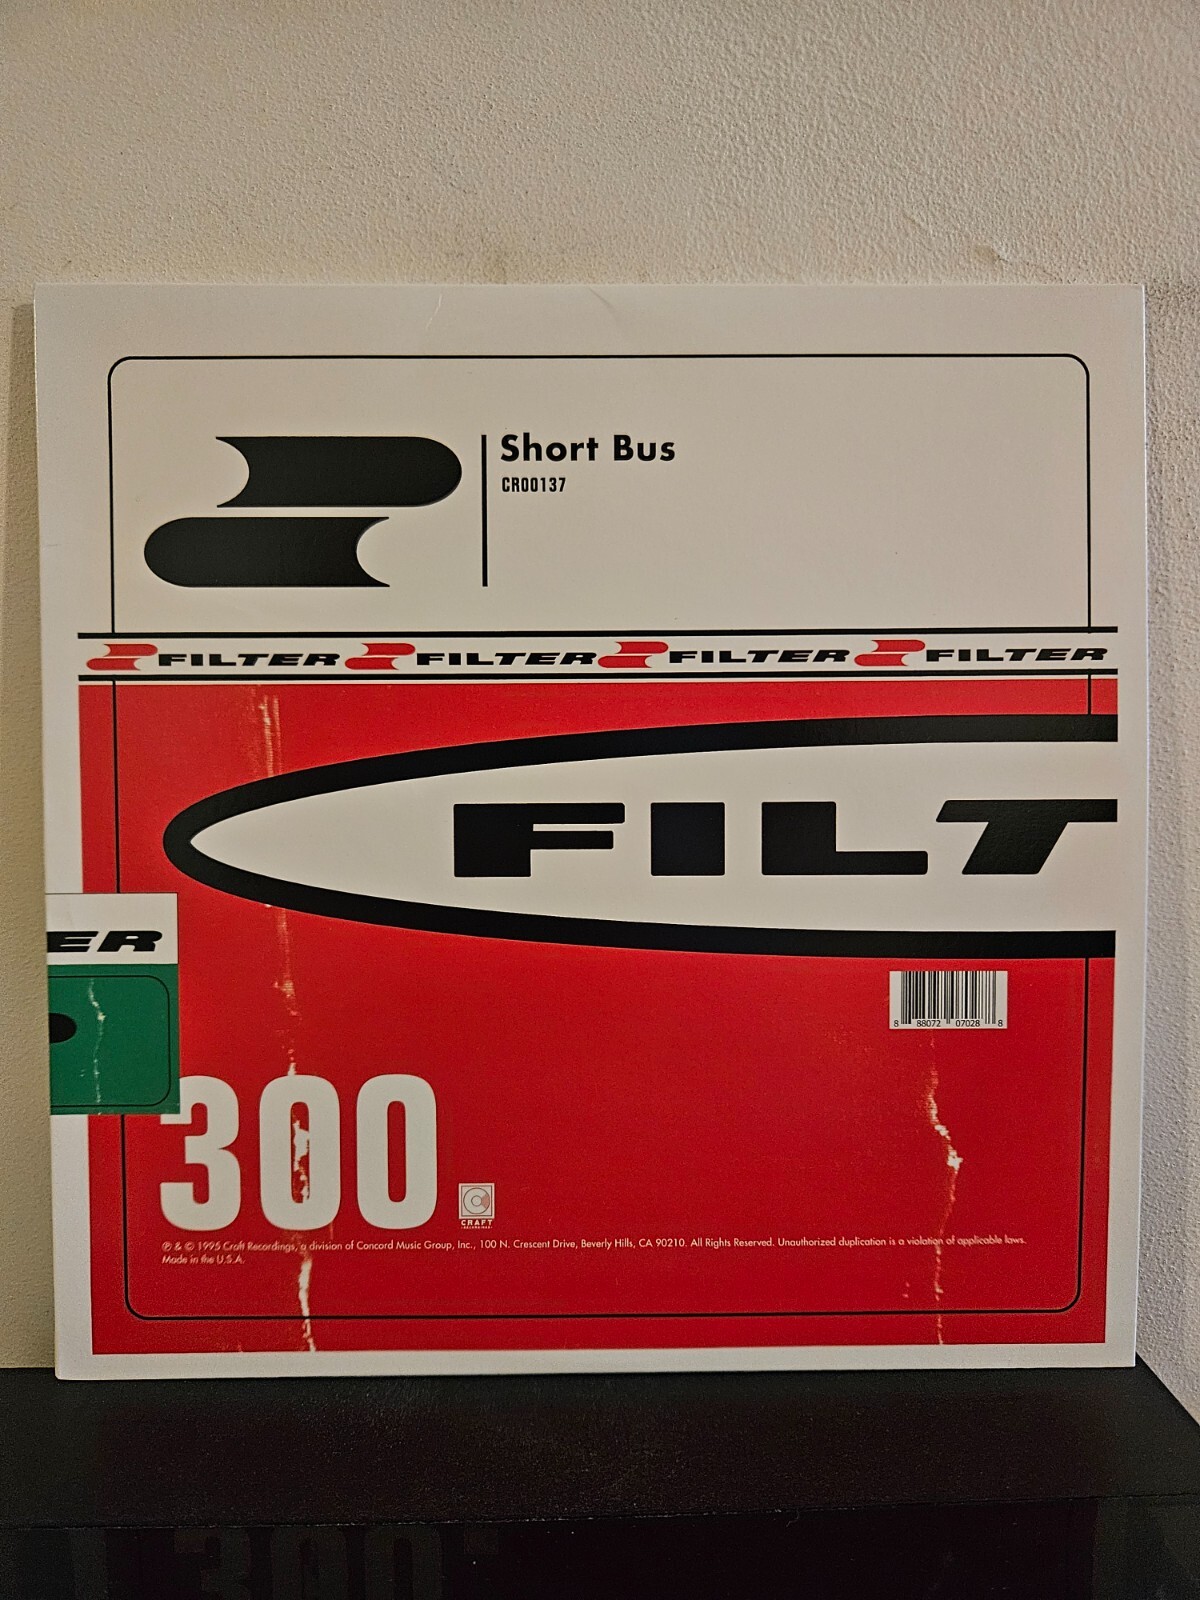 Short Bus
CR00137
FILTER FILTER FILTER FILTER
FILT
ER
8 88072 07028 8
300
CRAFT
RECORDINGS
℗ & © 1995 Craft Recordings, a division of Concord Music Group, Inc., 100 N. Crescent Drive, Beverly Hills, CA 90210. All Rights Reserved. Unauthorized duplication is a violation of applicable laws.
Made in the U.S.A.